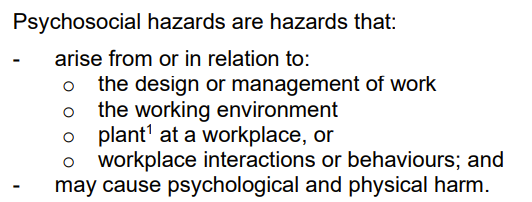 Psychosocial hazards are hazards that:
- arise from or in relation to:
o the design or management of work
o the working environment
o plant¹ at a workplace, or
o workplace interactions or behaviours; and
- may cause psychological and physical harm.